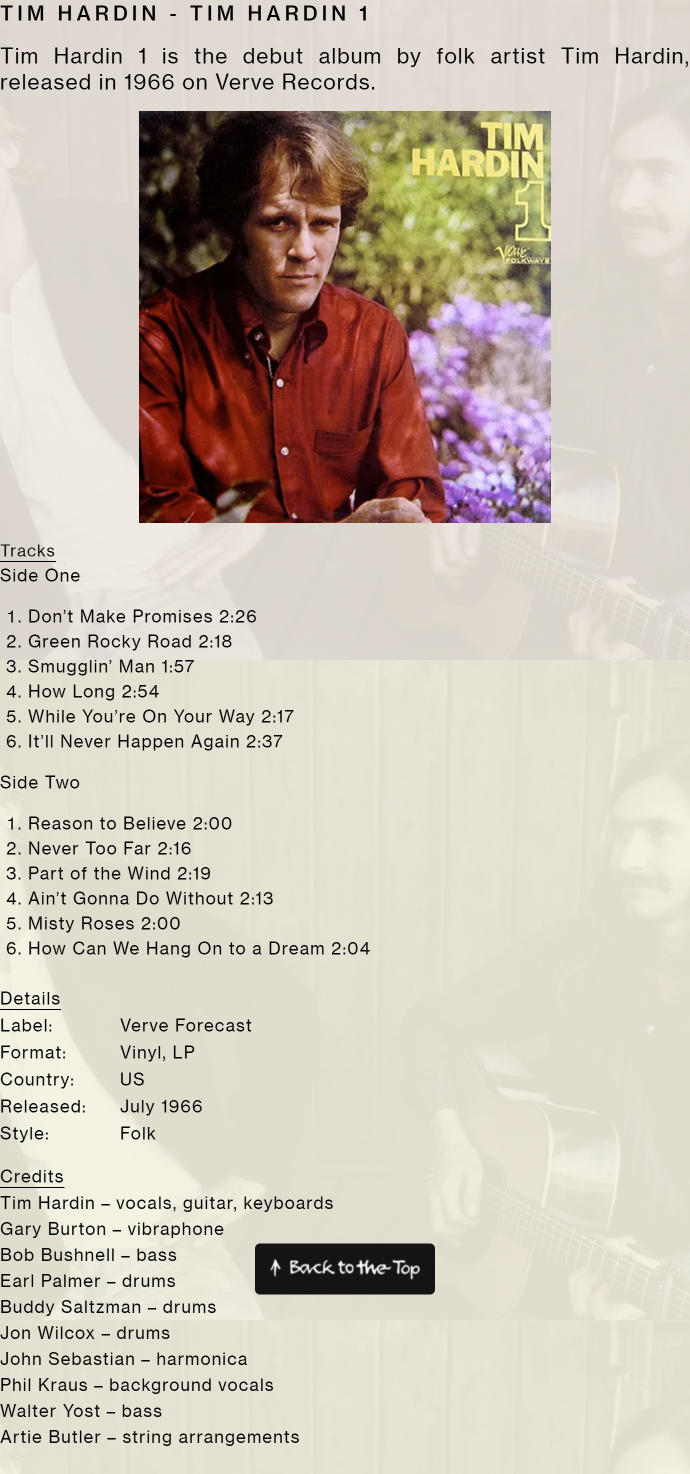 TIM HARDIN - TIM HARDIN 1
Tim Hardin 1 is the debut album by folk artist Tim Hardin,
released in 1966 on Verve Records.
TIM
HARDIN
1
Verve
FOLKWAYS
Tracks
Side One
1. Don’t Make Promises 2:26
2. Green Rocky Road 2:18
3. Smugglin’ Man 1:57
4. How Long 2:54
5. While You’re On Your Way 2:17
6. It’ll Never Happen Again 2:37
Side Two
1. Reason to Believe 2:00
2. Never Too Far 2:16
3. Part of the Wind 2:19
4. Ain’t Gonna Do Without 2:13
5. Misty Roses 2:00
6. How Can We Hang On to a Dream 2:04
Details
Label: Verve Forecast
Format: Vinyl, LP
Country: US
Released: July 1966
Style: Folk
Credits
Tim Hardin – vocals, guitar, keyboards
Gary Burton – vibraphone
Bob Bushnell – bass
↑ Back to the Top
Earl Palmer – drums
Buddy Saltzman – drums
Jon Wilcox – drums
John Sebastian – harmonica
Phil Kraus – background vocals
Walter Yost – bass
Artie Butler – string arrangements